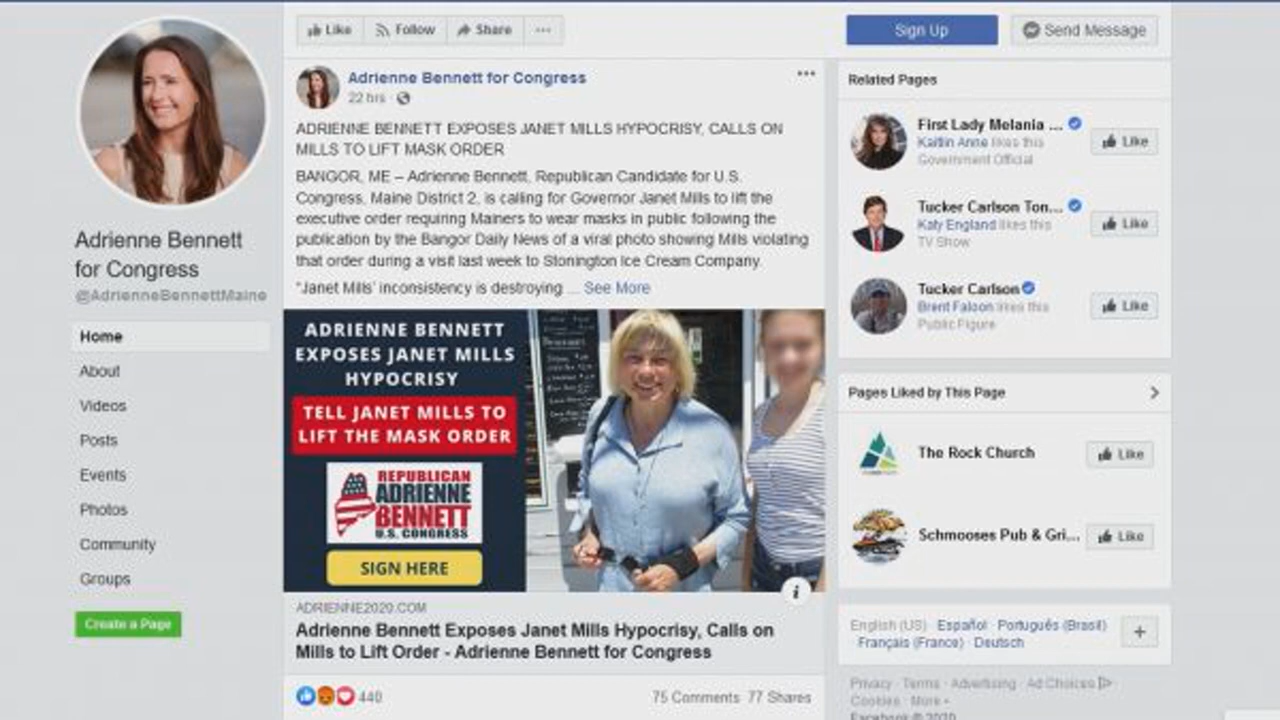 Like
Follow
Share
Sign Up
Send Message
Adrienne Bennett
for Congress
@AdrienneBennettMaine
Home
About
Videos
Posts
Events
Photos
Community
Groups
Create a Page
Adrienne Bennett for Congress
22 hrs
ADRIENNE BENNETT EXPOSES JANET MILLS HYPOCRISY, CALLS ON
MILLS TO LIFT MASK ORDER
BANGOR, ME – Adrienne Bennett, Republican Candidate for U.S.
Congress, Maine District 2, is calling for Governor Janet Mills to lift the
executive order requiring Mainers to wear masks in public following the
publication by the Bangor Daily News of a viral photo showing Mills violating
that order during a visit last week to Stonington Ice Cream Company.
"Janet Mills' inconsistency is destroying ... See More
ADRIENNE BENNETT
EXPOSES JANET MILLS
HYPOCRISY
TELL JANET MILLS TO
LIFT THE MASK ORDER
REPUBLICAN
ADRIENNE
BENNETT
U.S. CONGRESS
SIGN HERE
i
ADRIENNE2020.COM
Adrienne Bennett Exposes Janet Mills Hypocrisy, Calls on
Mills to Lift Order - Adrienne Bennett for Congress
440
75 Comments 77 Shares
Related Pages
First Lady Melania ...
Kaitlin Anne likes this
Government Official
Like
Tucker Carlson Ton...
Katy England likes this
TV Show
Like
Tucker Carlson
Brent Faloon likes this
Public Figure
Like
Pages Liked by This Page
The Rock Church
Like
Schmooses Pub & Gri...
Like
English (US) · Español · Português (Brasil)
· Français (France) · Deutsch
Privacy · Terms · Advertising · Ad Choices
Cookies · More
Facebook © 2020